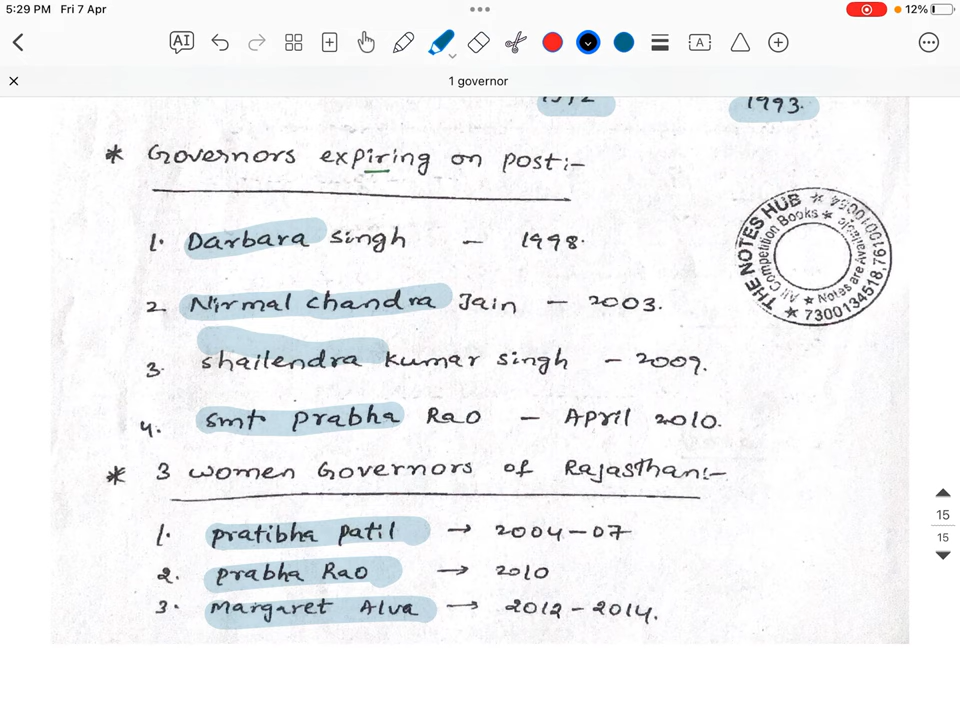 5:29 PM Fri 7 Apr
12%
AI
A
1 governor
1993.
* Governors expiring on post:-
1. Darbara Singh - 1998.
2. Nirmal Chandra Jain - 2003.
3. Shailendra Kumar Singh - 2009.
4. Smt Prabha Rao - April 2010.
* 3 women Governors of Rajasthan:-
1. Pratibha Patil → 2004-07
2. Prabha Rao → 2010
3. Margaret Alva → 2012-2014.
THE NOTES HUB
All Competition Books
Notes are Available
15
15